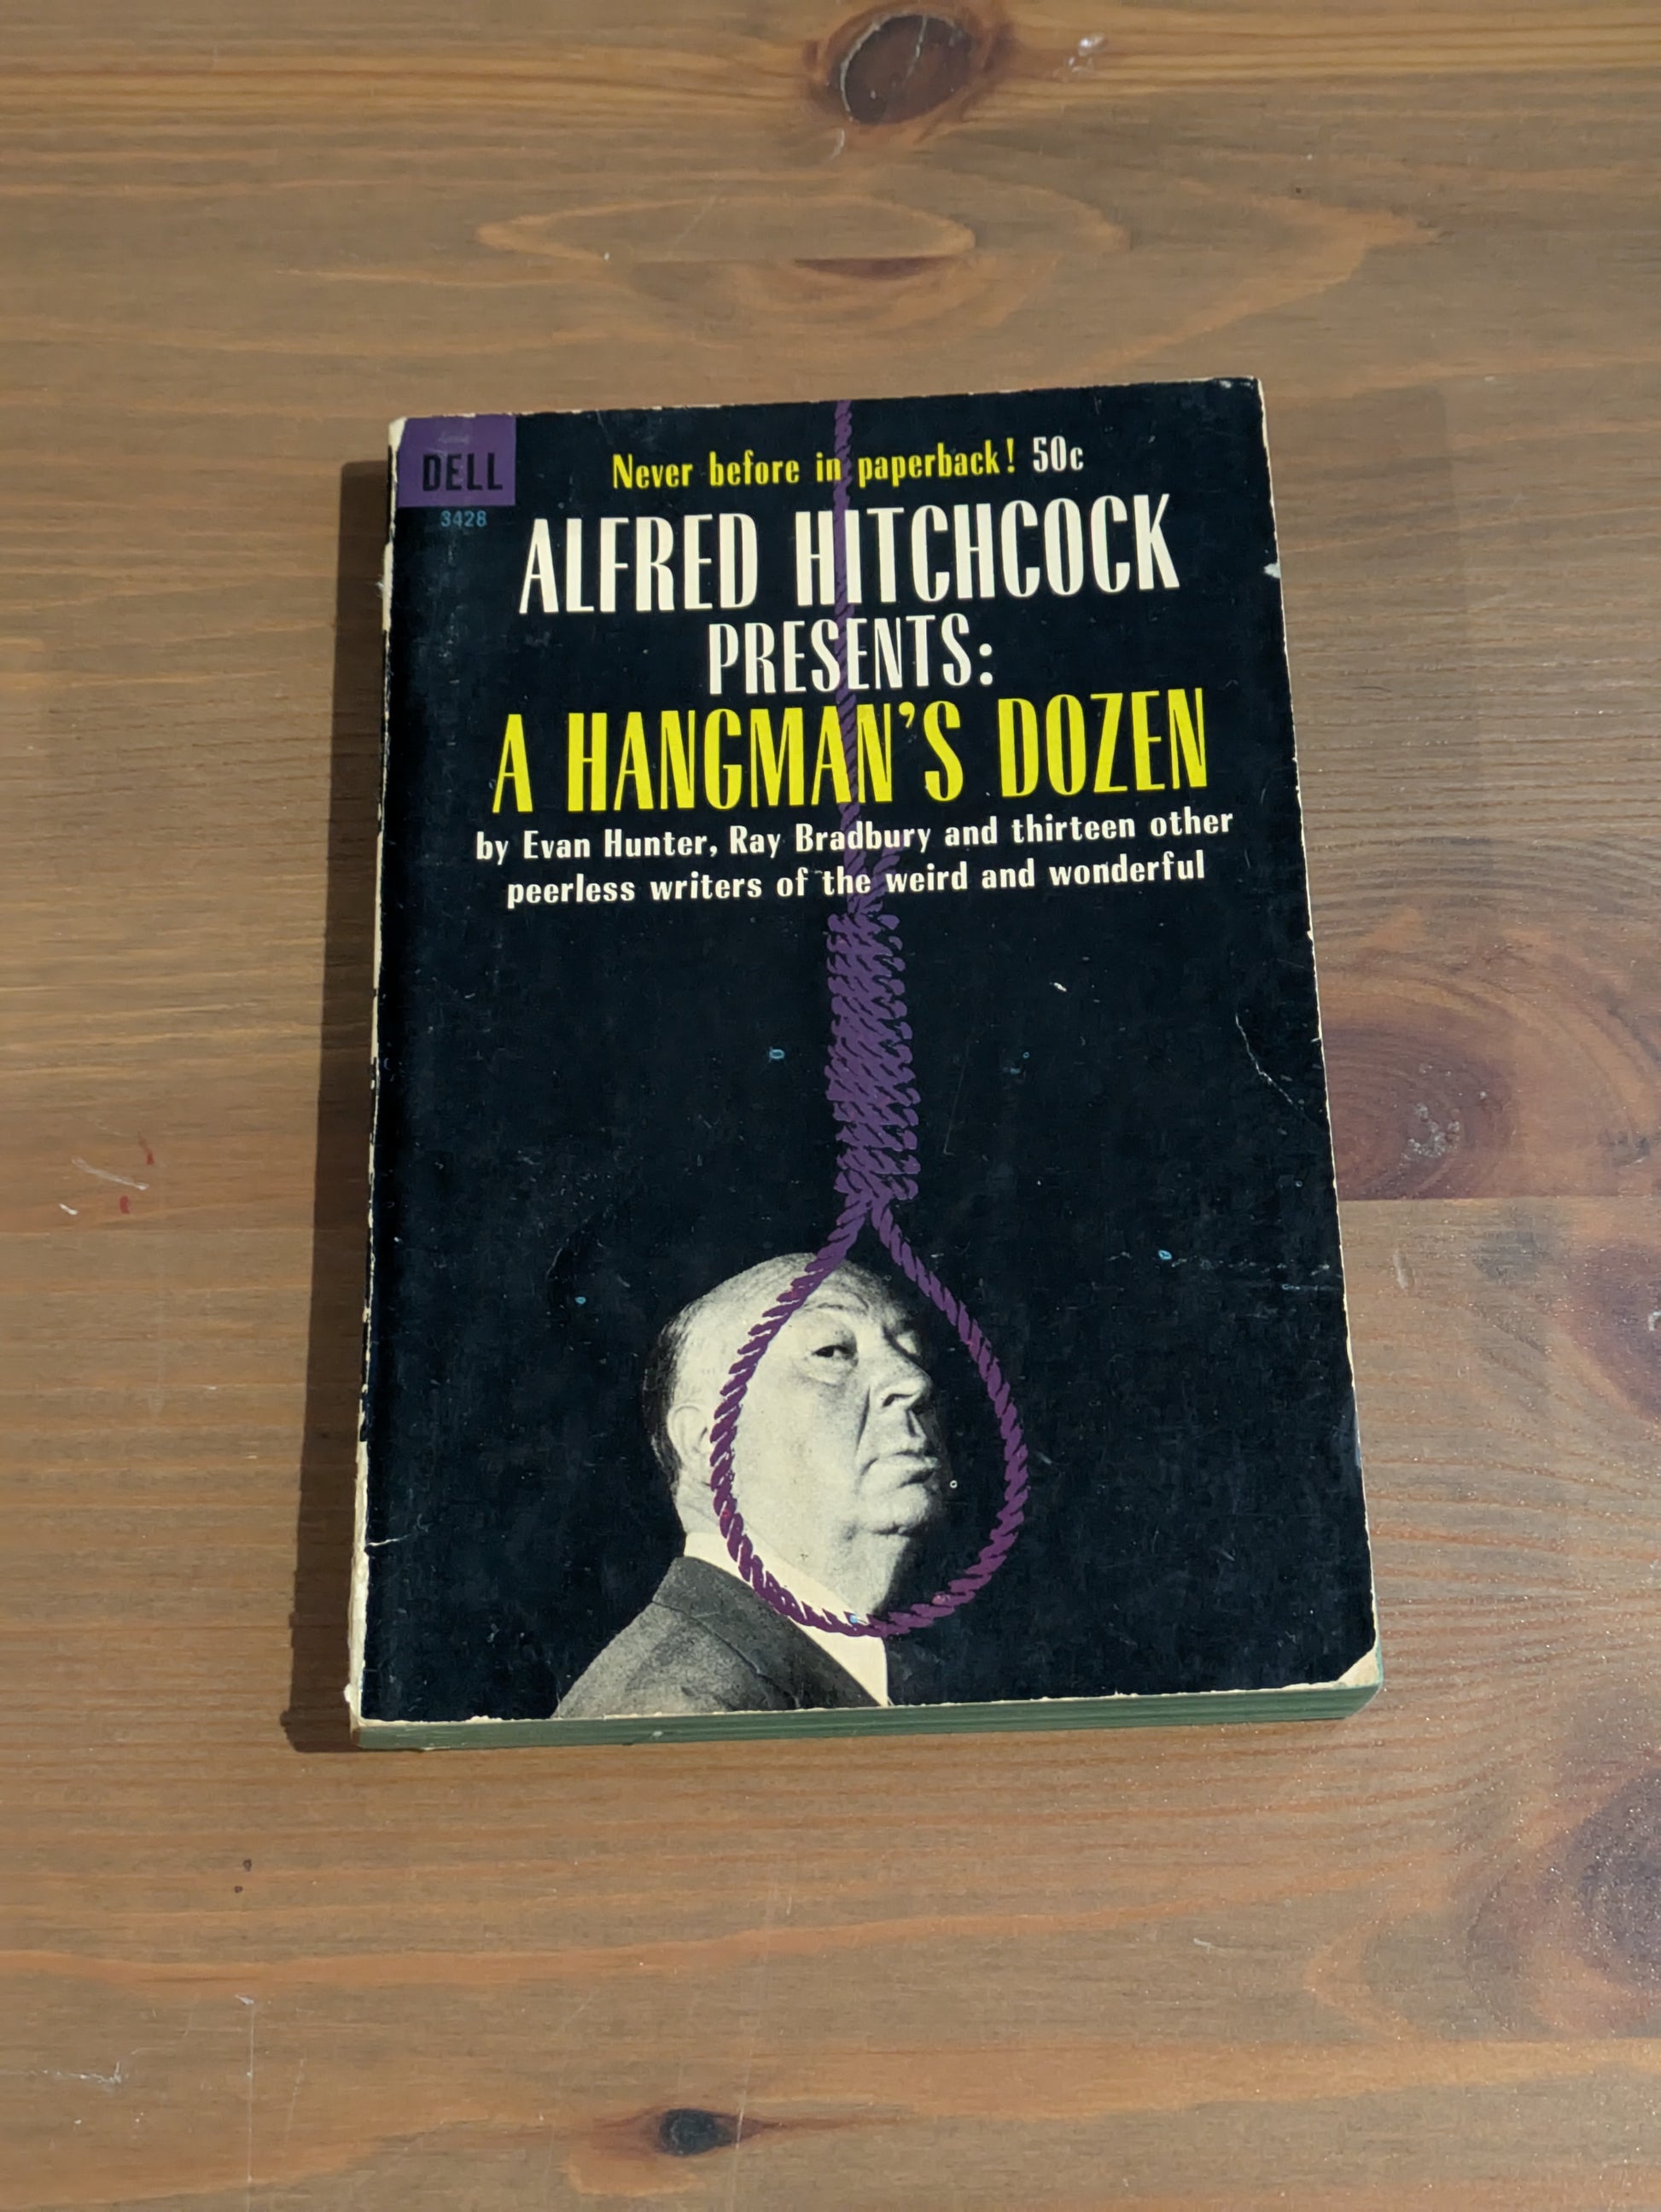 DELL
3428
Never before in paperback! 50c
ALFRED HITCHCOCK
PRESENTS:
A HANGMAN'S DOZEN
by Evan Hunter, Ray Bradbury and thirteen other
peerless writers of the weird and wonderful